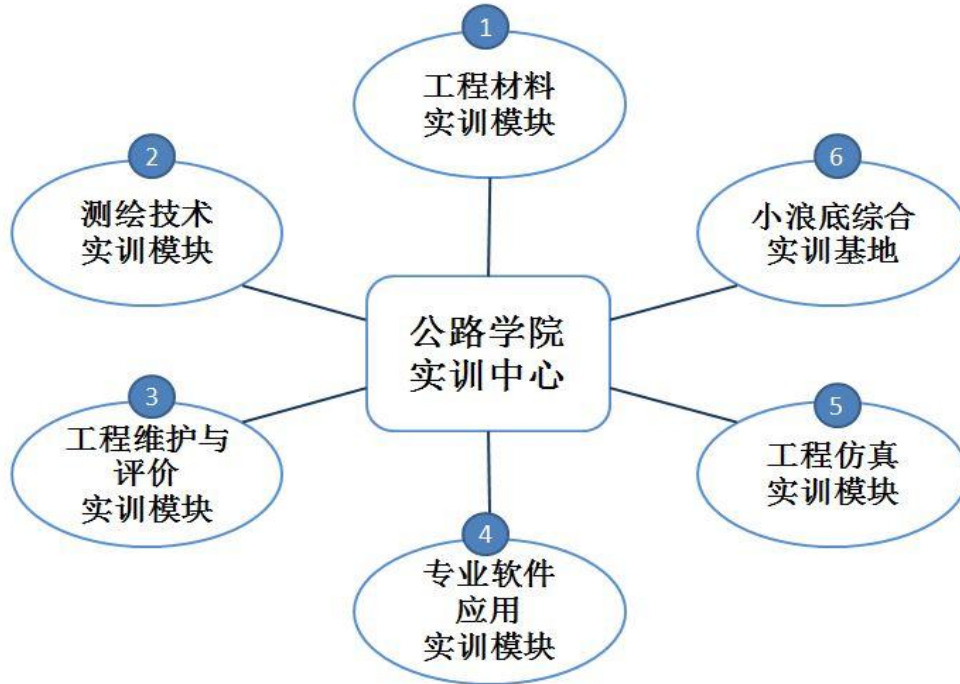 1
工程材料
实训模块
2
测绘技术
实训模块
3
工程维护与
评价
实训模块
4
专业软件
应用
实训模块
5
工程仿真
实训模块
6
小浪底综合
实训基地
公路学院
实训中心